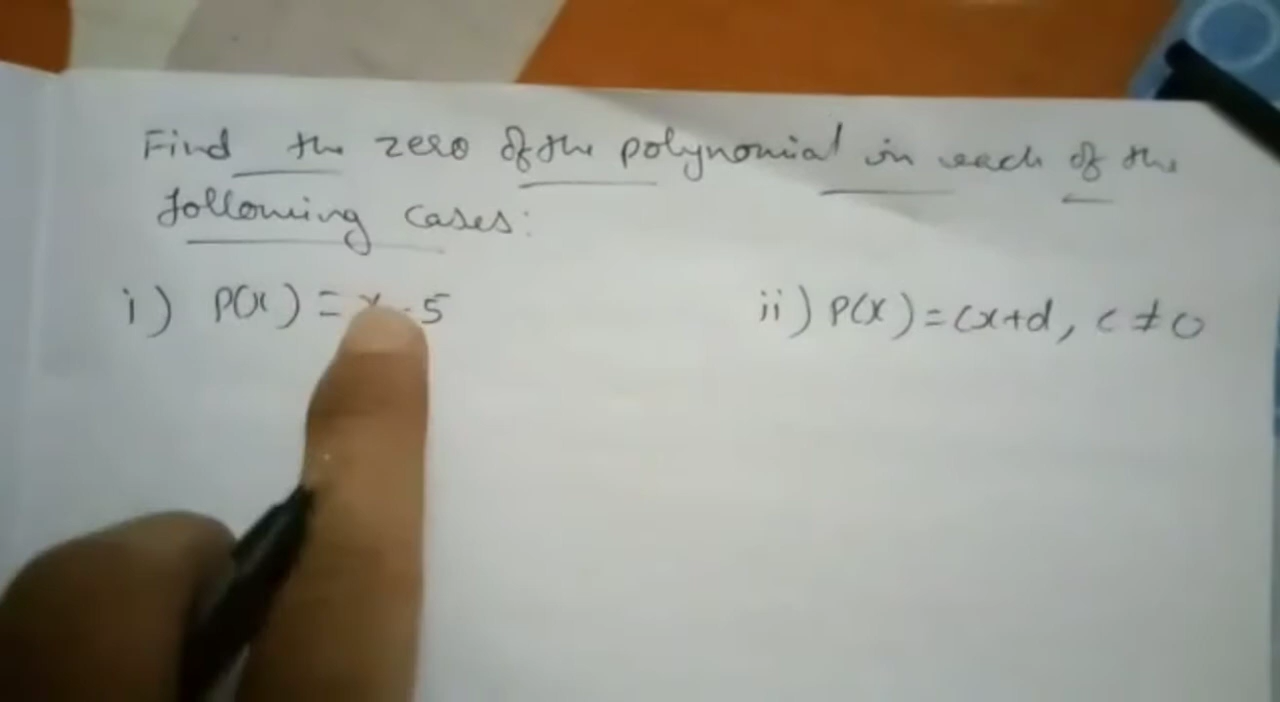 Find the zero of the polynomial in each of the
following cases:
i) P(x) = x-5
ii) P(x) = cx+d, c ≠ 0